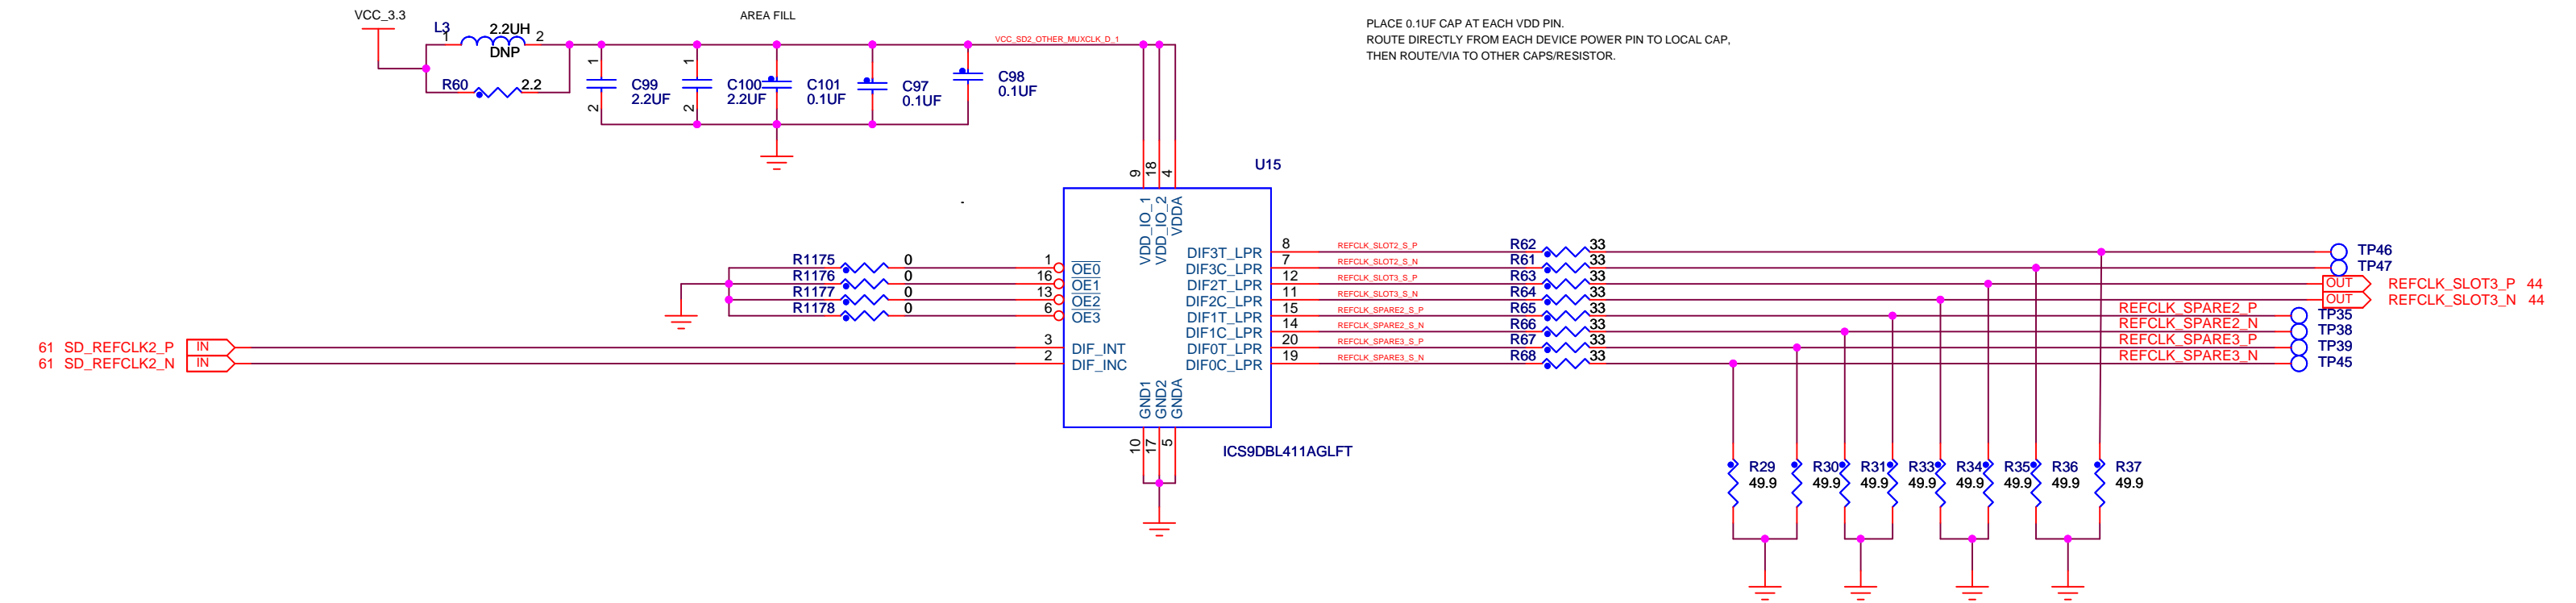 VCC_3.3
AREA FILL
L3
2.2UH
1
2
DNP
R60
2.2
VCC_SD2_OTHER_MUXCLK_D_1
1
2
C99
2.2UF
1
2
C100
2.2UF
C101
0.1UF
C97
0.1UF
C98
0.1UF
PLACE 0.1UF CAP AT EACH VDD PIN.
ROUTE DIRECTLY FROM EACH DEVICE POWER PIN TO LOCAL CAP,
THEN ROUTE/VIA TO OTHER CAPS/RESISTOR.
U15
9
18
4
VDD_IO_1
VDD_IO_2
VDDA
R1175 0 1 OE0
R1176 0 16 OE1
R1177 0 13 OE2
R1178 0 6 OE3
61 SD_REFCLK2_P IN 3 DIF_INT
61 SD_REFCLK2_N IN 2 DIF_INC
DIF3T_LPR 8 REFCLK_SLOT2_S_P R62 33 TP46
DIF3C_LPR 7 REFCLK_SLOT2_S_N R61 33 TP47
DIF2T_LPR 12 REFCLK_SLOT3_S_P R63 33 OUT REFCLK_SLOT3_P 44
DIF2C_LPR 11 REFCLK_SLOT3_S_N R64 33 OUT REFCLK_SLOT3_N 44
DIF1T_LPR 15 REFCLK_SPARE2_S_P R65 33 REFCLK_SPARE2_P TP35
DIF1C_LPR 14 REFCLK_SPARE2_S_N R66 33 REFCLK_SPARE2_N TP38
DIF0T_LPR 20 REFCLK_SPARE3_S_P R67 33 REFCLK_SPARE3_P TP39
DIF0C_LPR 19 REFCLK_SPARE3_S_N R68 33 REFCLK_SPARE3_N TP45
GND1
GND2
GNDA
10
17
5
ICS9DBL411AGLFT
R29 R30 R31 R33 R34 R35 R36 R37
49.9 49.9 49.9 49.9 49.9 49.9 49.9 49.9